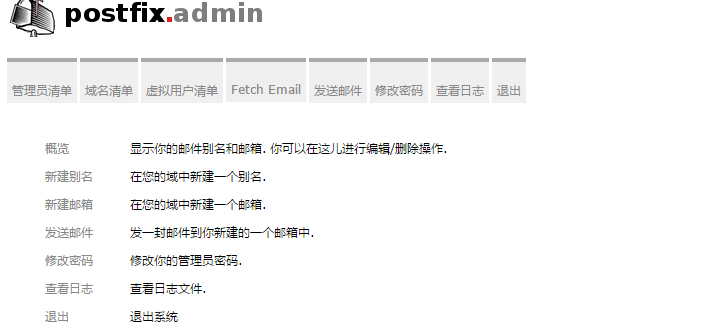 postfix.admin
管理员清单 域名清单 虚拟用户清单 Fetch Email 发送邮件 修改密码 查看日志 退出
概览 显示你的邮件别名和邮箱. 你可以在这儿进行编辑/删除操作.
新建别名 在您的域中新建一个别名.
新建邮箱 在您的域中新建一个邮箱.
发送邮件 发一封邮件到你新建的一个邮箱中.
修改密码 修改你的管理员密码.
查看日志 查看日志文件.
退出 退出系统